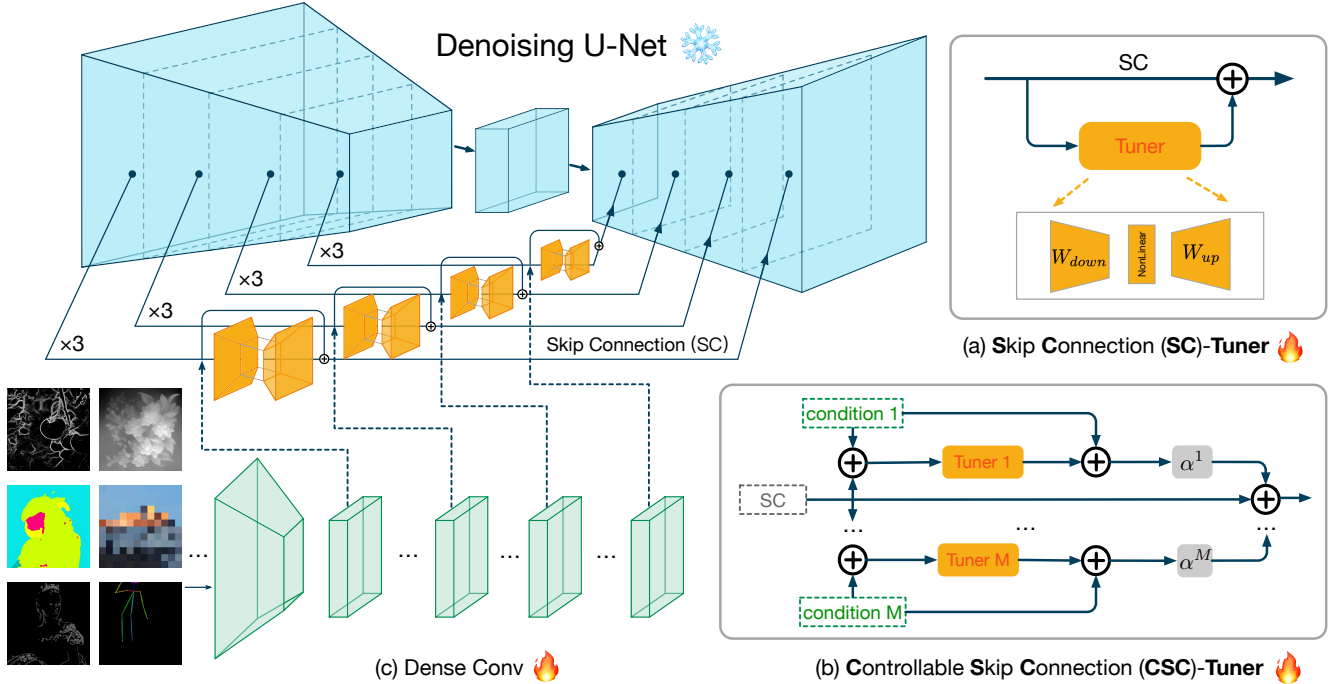 Denoising U-Net
×3
×3
×3
×3
Skip Connection (SC)
...
...
...
...
(c) Dense Conv
SC
Tuner
W_down
NonLinear
W_up
(a) Skip Connection (SC)-Tuner
condition 1
Tuner 1
α^1
SC
...
...
...
Tuner M
α^M
condition M
(b) Controllable Skip Connection (CSC)-Tuner